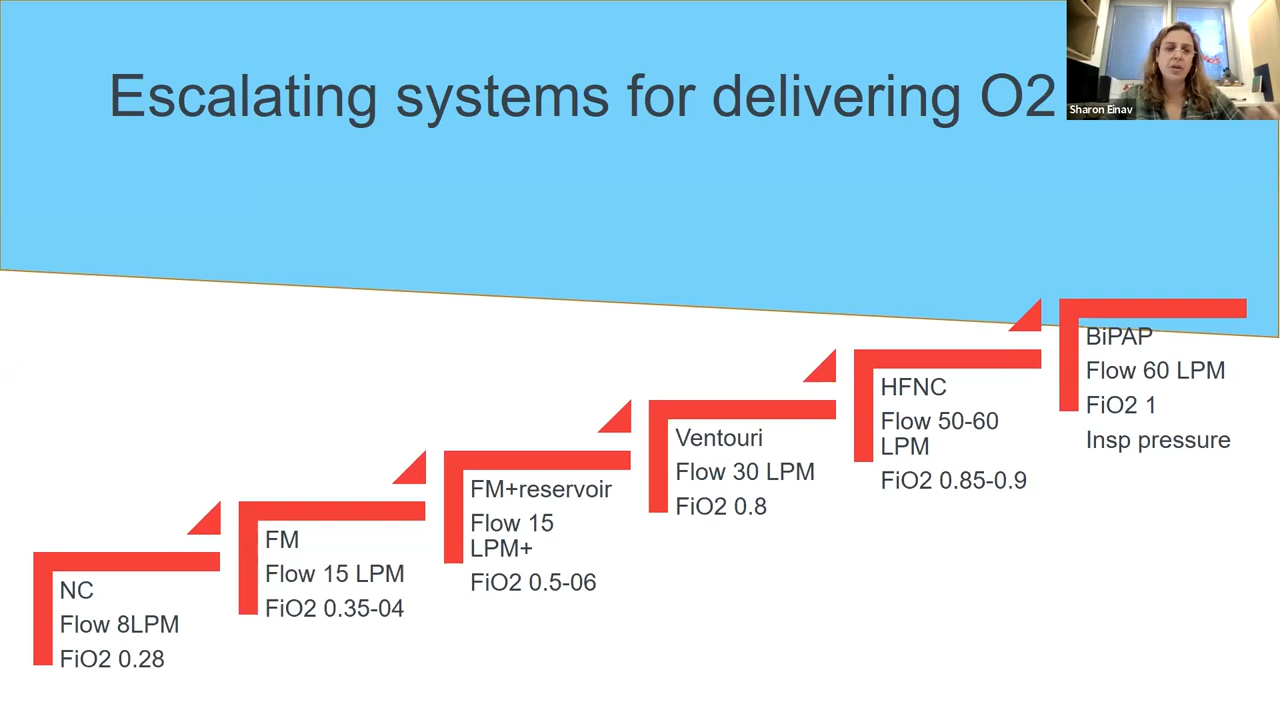 Escalating systems for delivering O2
Sharon Einav
NC
Flow 8LPM
FiO2 0.28
FM
Flow 15 LPM
FiO2 0.35-04
FM+reservoir
Flow 15
LPM+
FiO2 0.5-06
Ventouri
Flow 30 LPM
FiO2 0.8
HFNC
Flow 50-60
LPM
FiO2 0.85-0.9
BiPAP
Flow 60 LPM
FiO2 1
Insp pressure